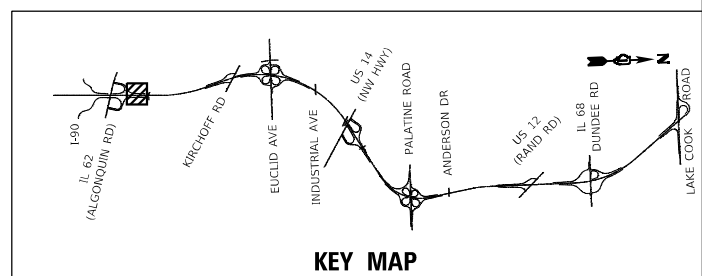 I-90
IL 62
(ALGONQUIN RD)
KIRCHOFF RD
EUCLID AVE
INDUSTRIAL AVE
US 14
(NW HWY)
PALATINE ROAD
ANDERSON DR
US 12
(RAND RD)
IL 68
DUNDEE RD
LAKE COOK ROAD
N
KEY MAP